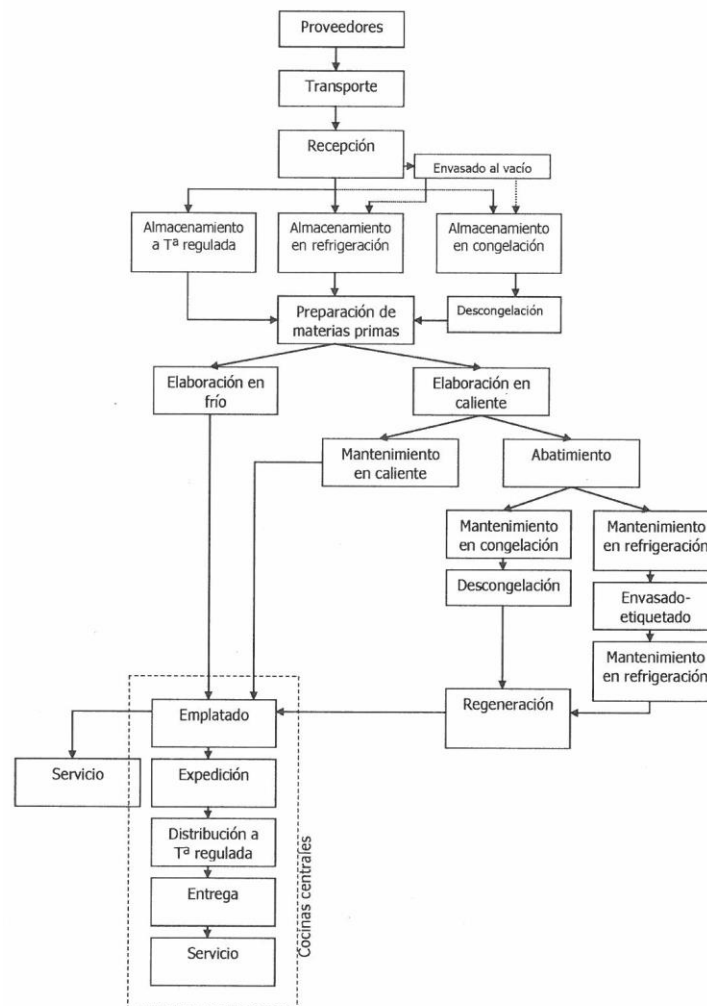 Proveedores
Transporte
Recepción
Envasado al vacío
Almacenamiento
a Tª regulada
Almacenamiento
en refrigeración
Almacenamiento
en congelación
Preparación de
materias primas
Descongelación
Elaboración en
frío
Elaboración en
caliente
Mantenimiento
en caliente
Abatimiento
Mantenimiento
en congelación
Mantenimiento
en refrigeración
Descongelación
Envasado-
etiquetado
Mantenimiento
en refrigeración
Emplatado
Regeneración
Servicio
Expedición
Distribución a
Tª regulada
Entrega
Servicio
Cocinas centrales